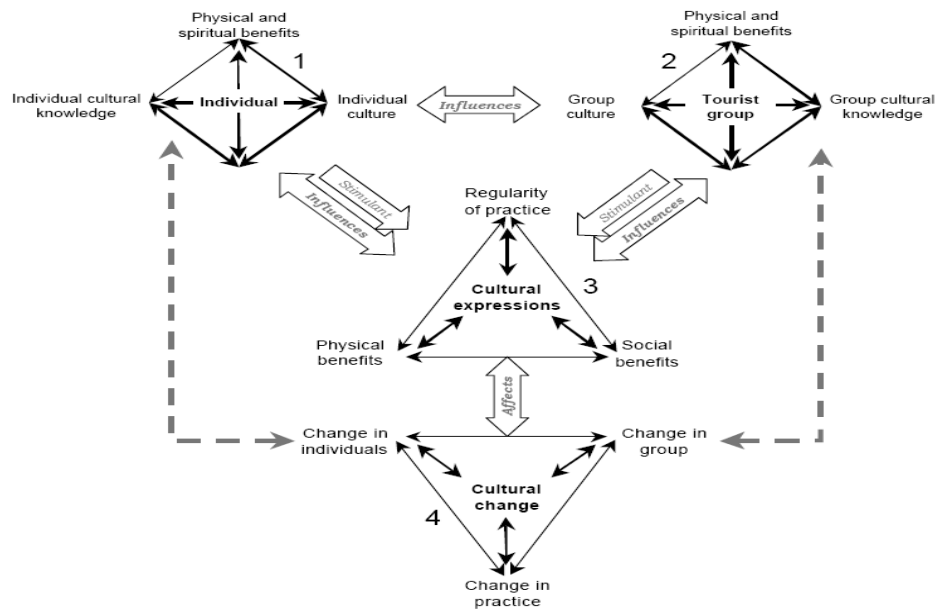 Physical and
spiritual benefits
1
Individual cultural
knowledge
Individual
Individual
culture
Influences
Physical and
spiritual benefits
2
Group
culture
Tourist
group
Group cultural
knowledge
Stimulant
Influences
Stimulant
Influences
Regularity
of practice
Cultural
expressions
3
Physical
benefits
Social
benefits
Affects
Change in
individuals
Change in
group
Cultural
change
4
Change in
practice